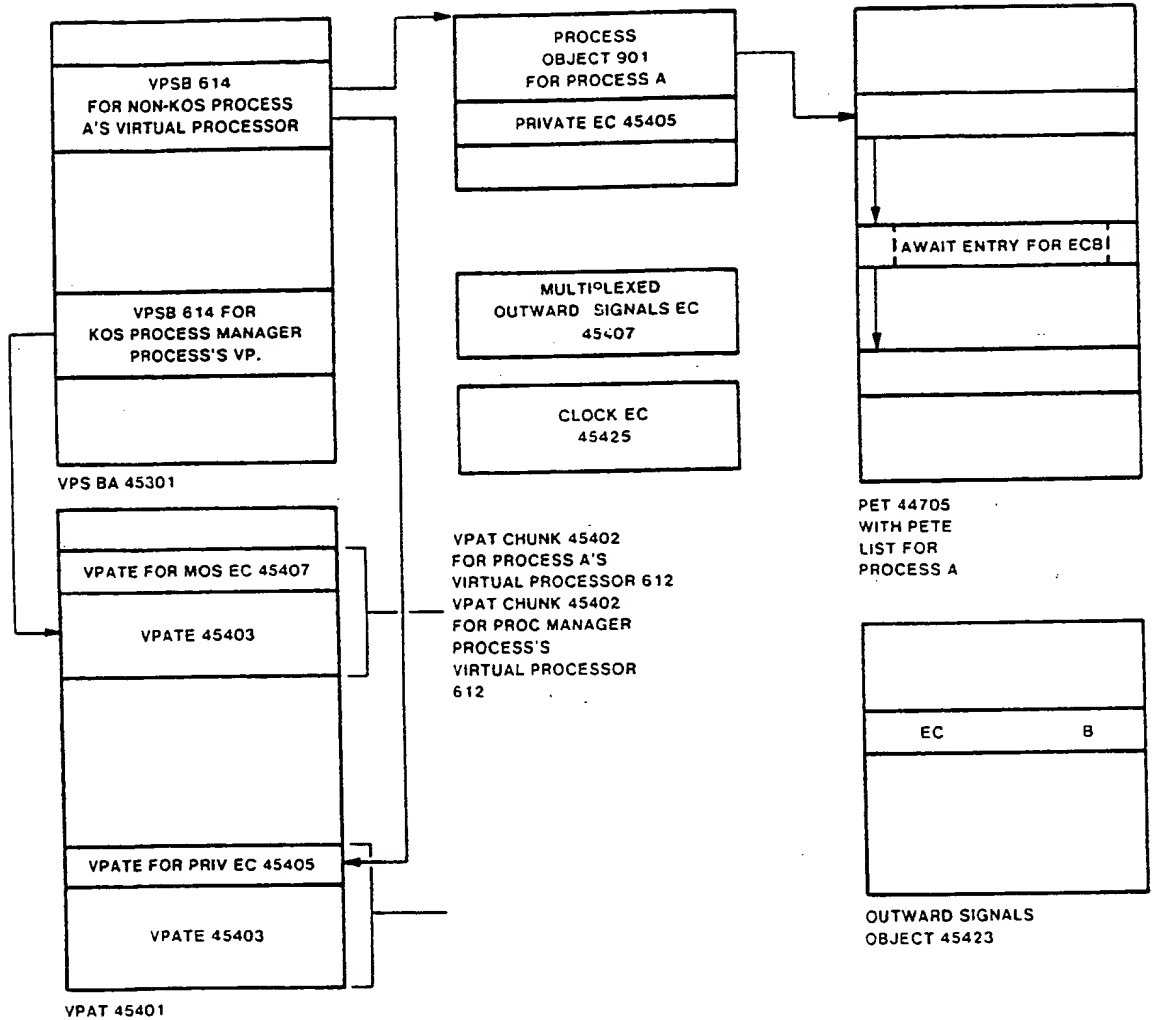 VPSB 614
FOR NON-KOS PROCESS
A'S VIRTUAL PROCESSOR
VPSB 614 FOR
KOS PROCESS MANAGER
PROCESS'S VP.
VPS BA 45301
PROCESS
OBJECT 901
FOR PROCESS A
PRIVATE EC 45405
MULTIPLEXED
OUTWARD SIGNALS EC
45407
CLOCK EC
45425
AWAIT ENTRY FOR ECB
PET 44705
WITH PETE
LIST FOR
PROCESS A
VPATE FOR MOS EC 45407
VPATE 45403
VPATE FOR PRIV EC 45405
VPATE 45403
VPAT 45401
VPAT CHUNK 45402
FOR PROCESS A'S
VIRTUAL PROCESSOR 612
VPAT CHUNK 45402
FOR PROC MANAGER
PROCESS'S
VIRTUAL PROCESSOR
612
EC B
OUTWARD SIGNALS
OBJECT 45423